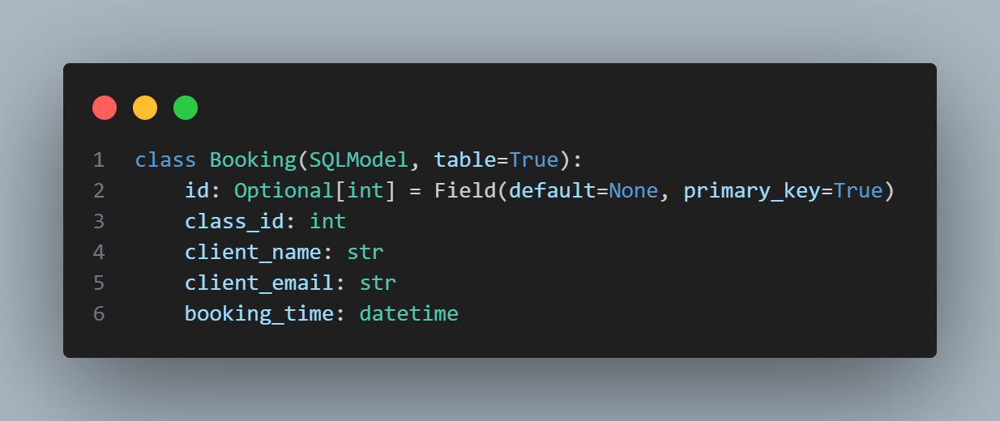 1 class Booking(SQLModel, table=True):
2     id: Optional[int] = Field(default=None, primary_key=True)
3     class_id: int
4     client_name: str
5     client_email: str
6     booking_time: datetime